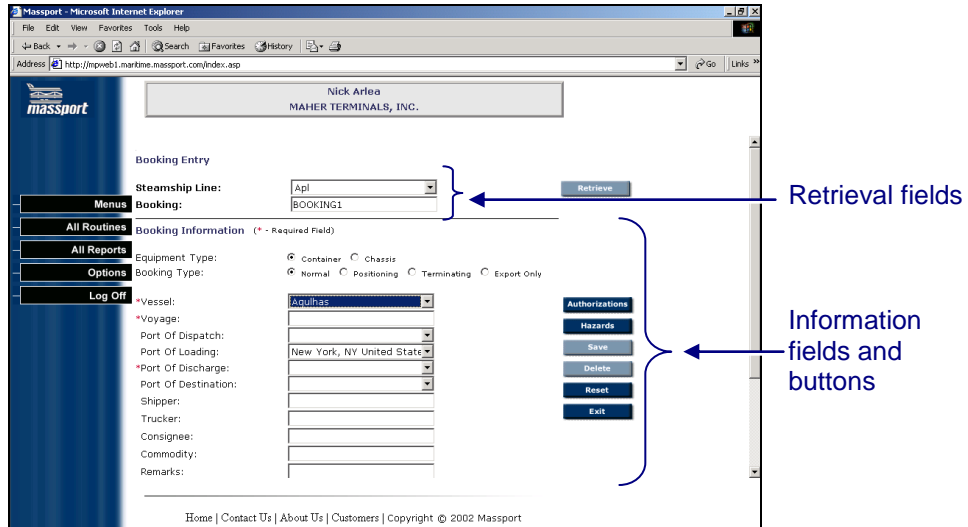 Massport - Microsoft Internet Explorer
File Edit View Favorites Tools Help
Back Search Favorites History
Address http://mpweb1.maritime.massport.com/index.asp Go Links »
massport
Nick Arlea
MAHER TERMINALS, INC.
Booking Entry
Steamship Line: Apl Retrieve
Booking: BOOKING1
Retrieval fields
Menus
All Routines
All Reports
Options
Log Off
Booking Information (* - Required Field)
Equipment Type: Container Chassis
Booking Type: Normal Positioning Terminating Export Only
*Vessel: Agulhas
*Voyage:
Port Of Dispatch:
Port Of Loading: New York, NY United State
*Port Of Discharge:
Port Of Destination:
Shipper:
Trucker:
Consignee:
Commodity:
Remarks:
Authorizations
Hazards
Save
Delete
Reset
Exit
Information
fields and
buttons
Home | Contact Us | About Us | Customers | Copyright © 2002 Massport